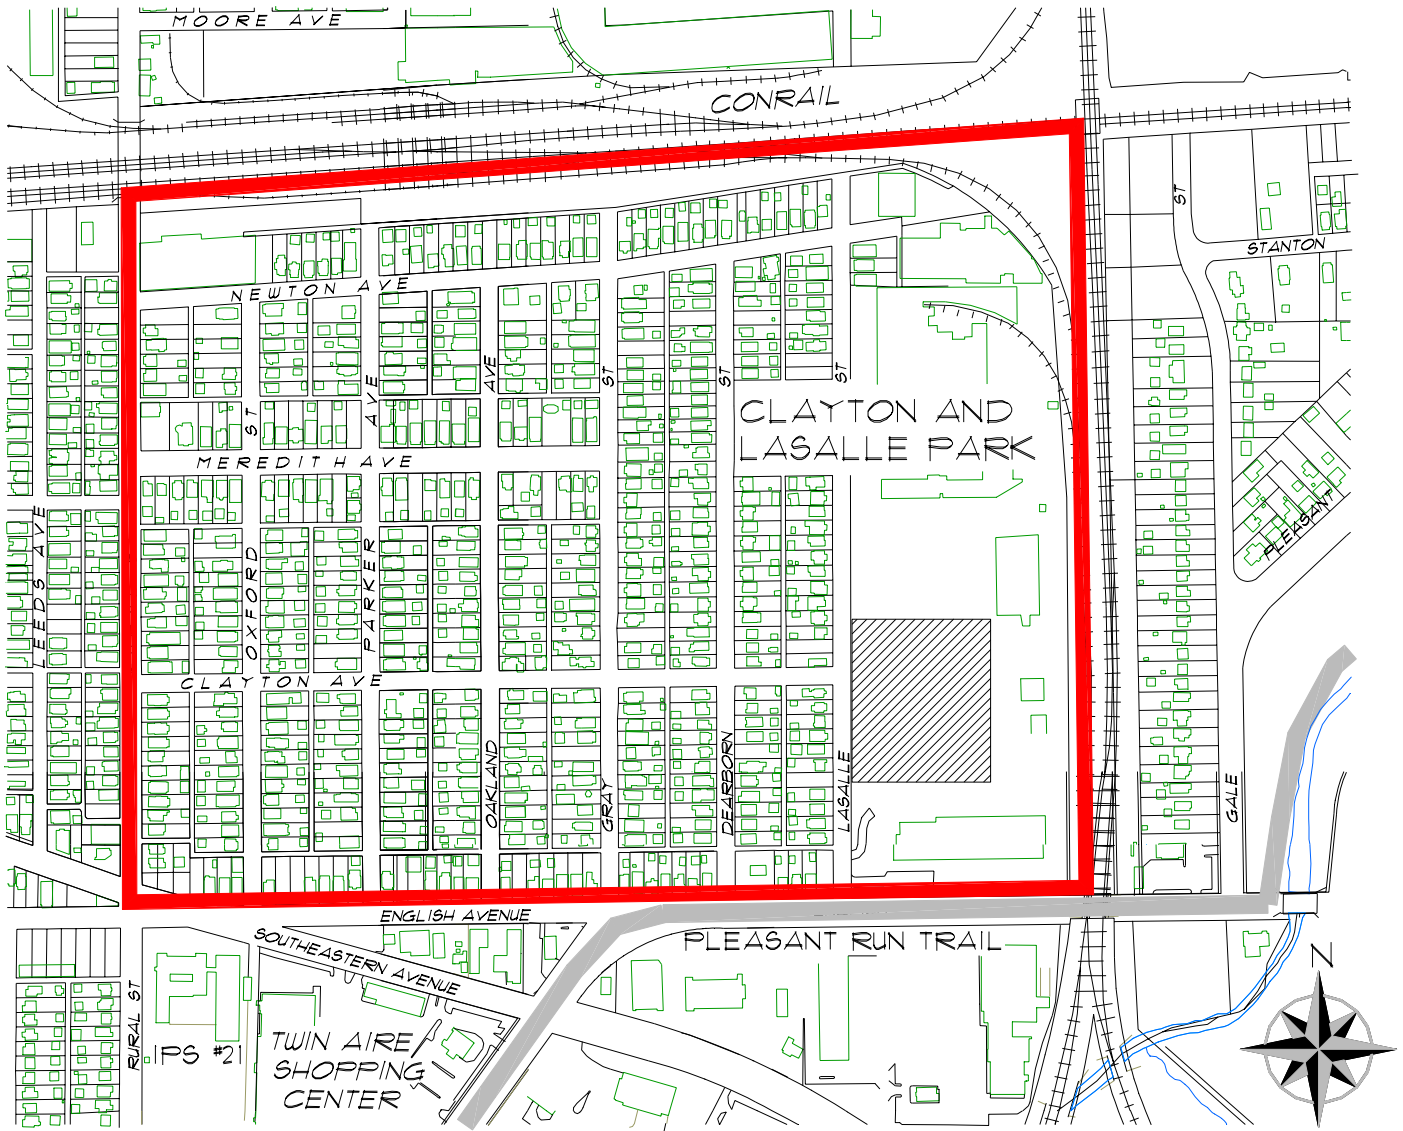 MOORE AVE
CONRAIL
ST
STANTON
NEWTON AVE
AVE
ST
ST
ST
AVE
ST
CLAYTON AND
LASALLE PARK
MEREDITH AVE
PLEASANT
LEEDS AVE
OXFORD
PARKER
CLAYTON AVE
OAKLAND
GRAY
DEARBORN
LASALLE
GALE
ENGLISH AVENUE
SOUTHEASTERN AVENUE
PLEASANT RUN TRAIL
N
RURAL ST
IPS #21
TWIN AIRE
SHOPPING
CENTER